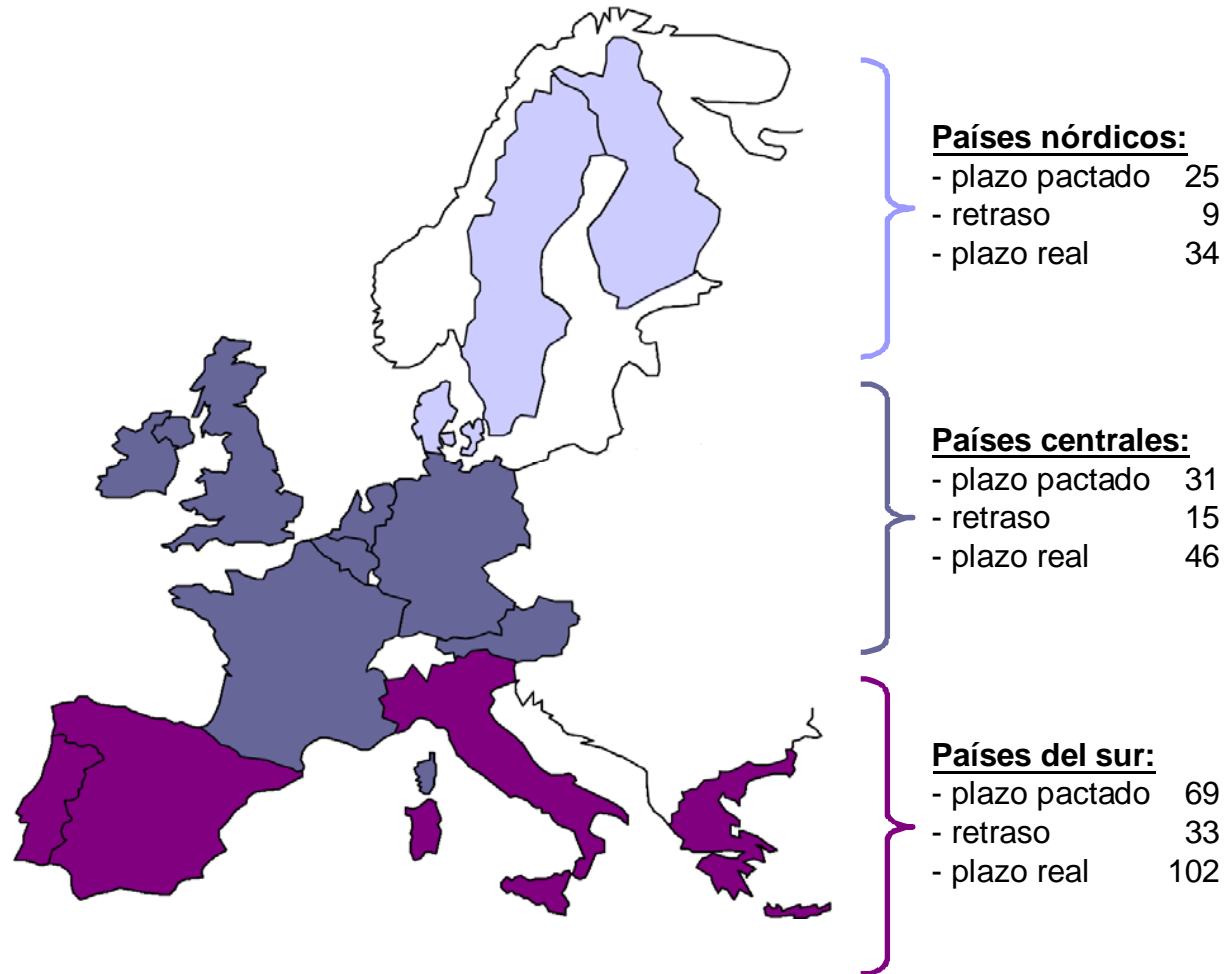 Países nórdicos:
- plazo pactado 25
- retraso 9
- plazo real 34
Países centrales:
- plazo pactado 31
- retraso 15
- plazo real 46
Países del sur:
- plazo pactado 69
- retraso 33
- plazo real 102